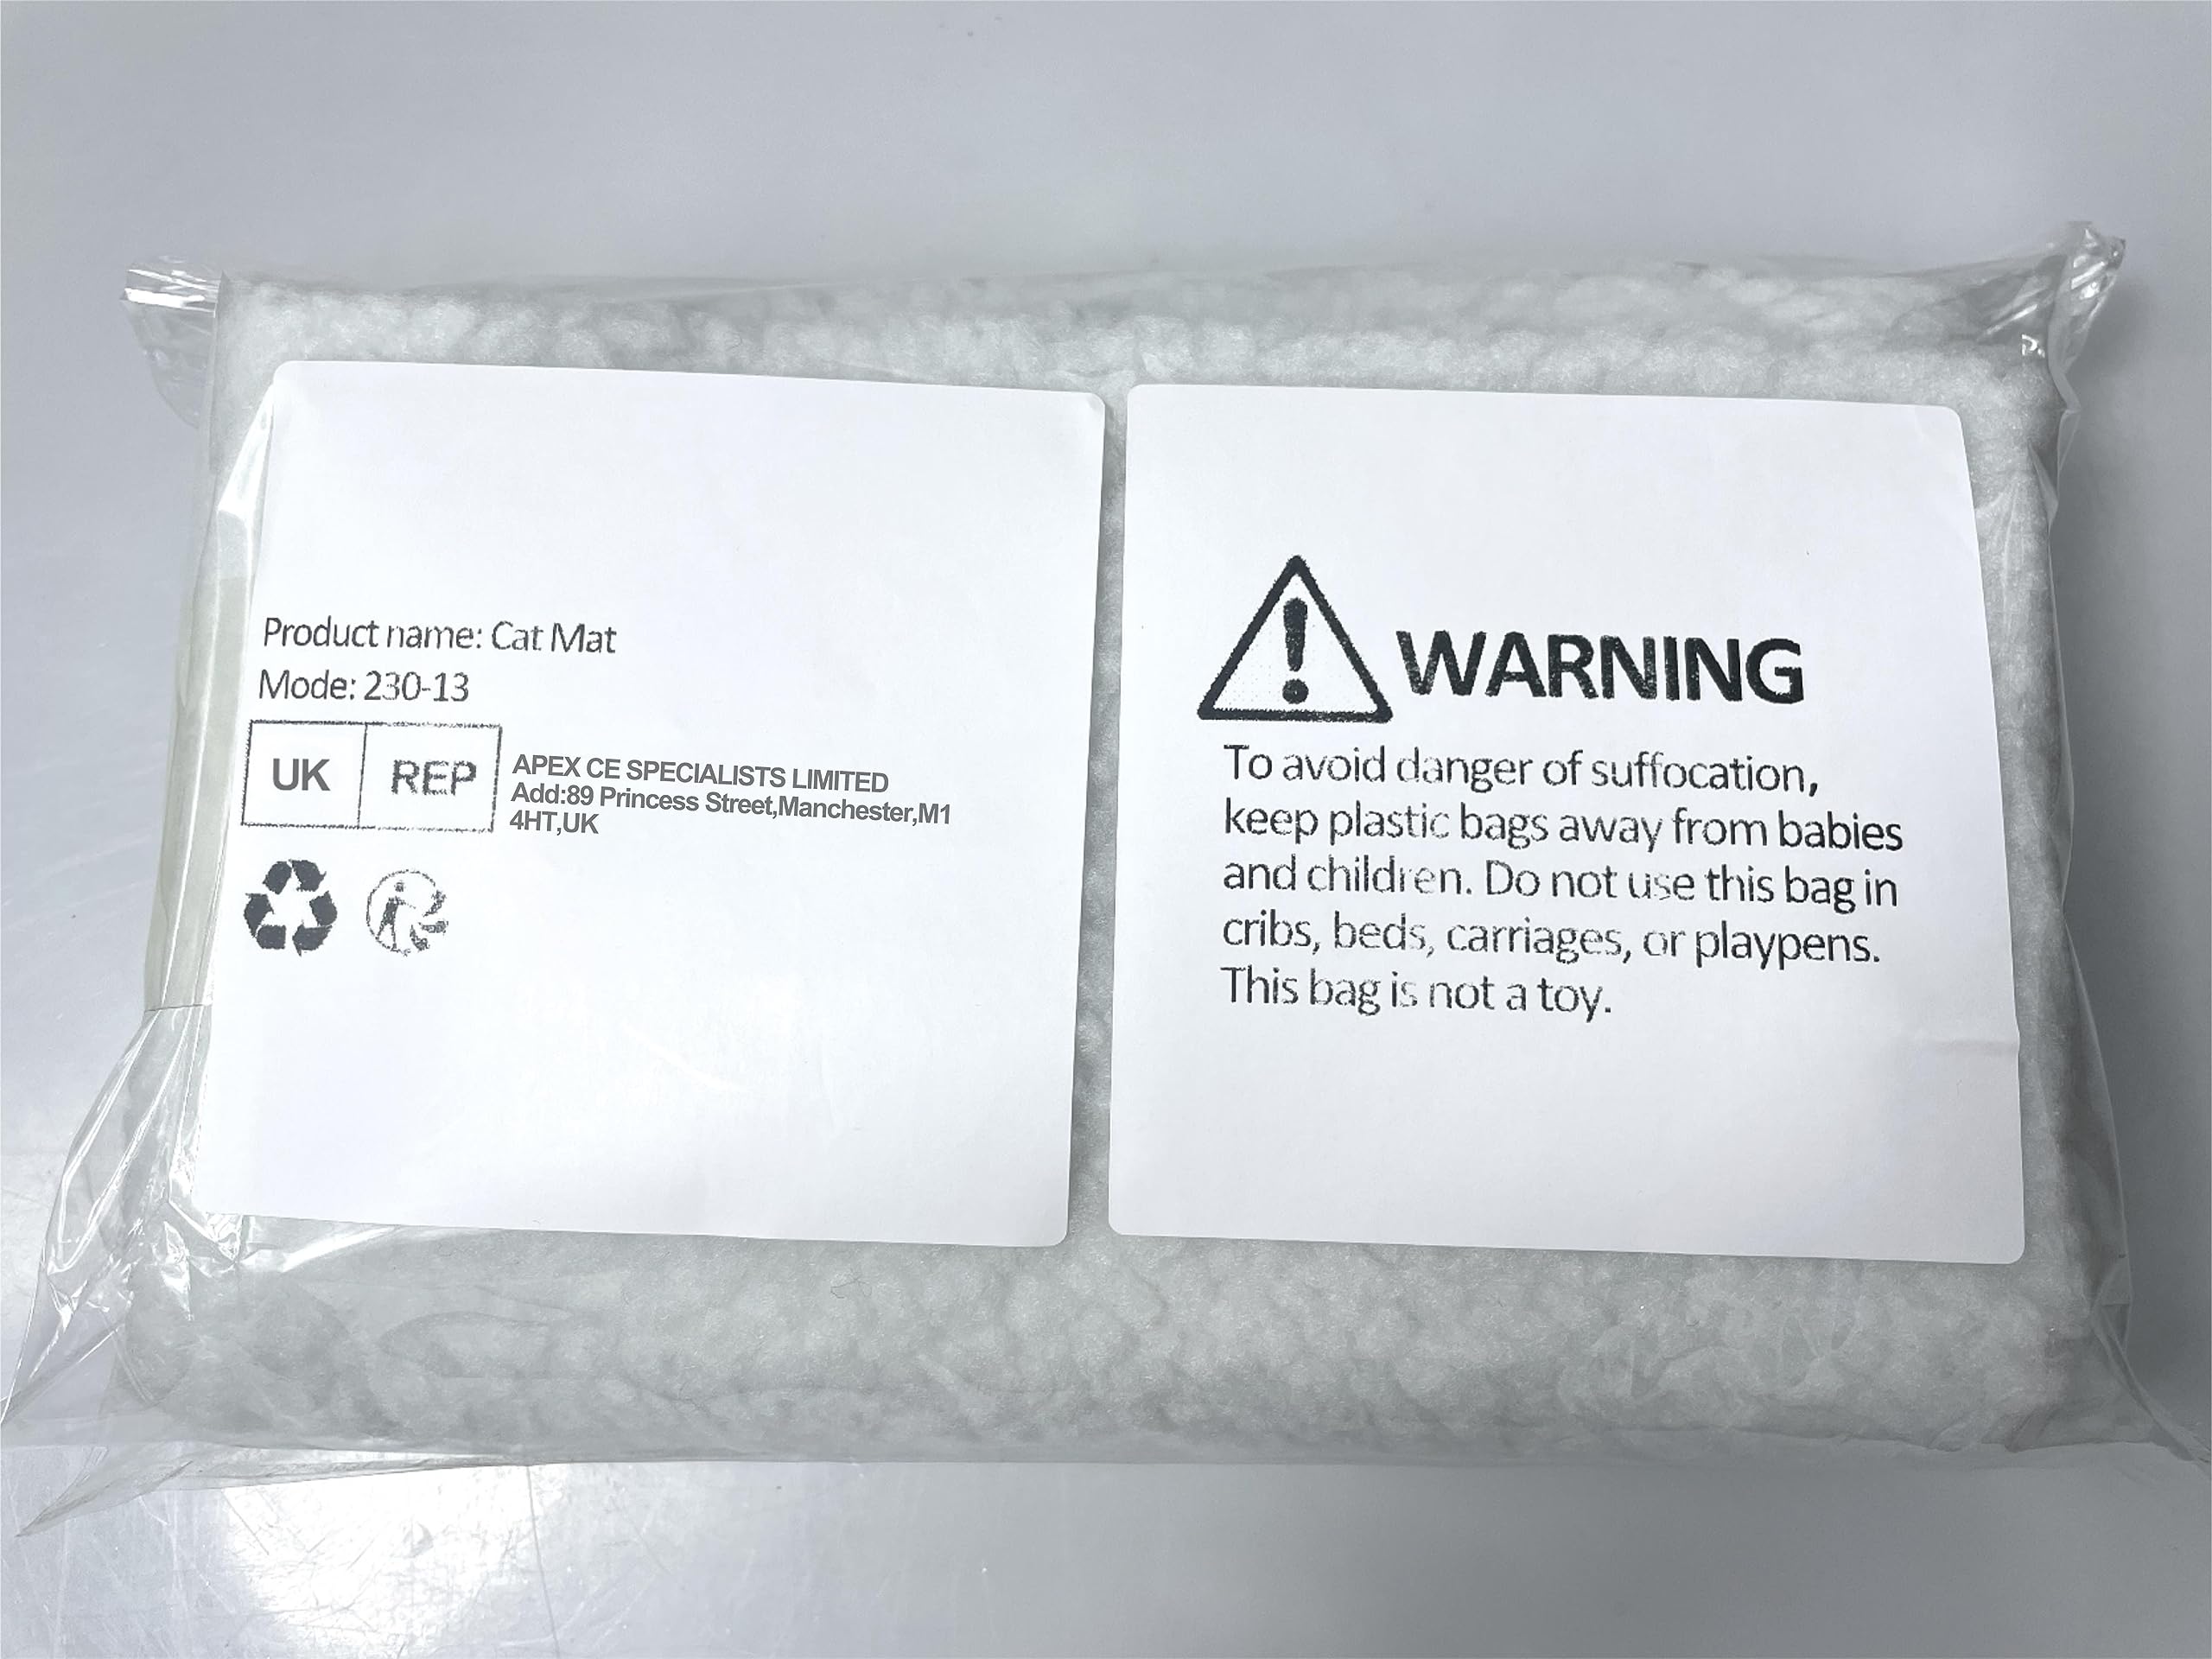 Product name: Cat Mat
Mode: 230-13
UK REP
APEX CE SPECIALISTS LIMITED
Add:89 Princess Street,Manchester,M1
4HT,UK
WARNING
To avoid danger of suffocation,
keep plastic bags away from babies
and children. Do not use this bag in
cribs, beds, carriages, or playpens.
This bag is not a toy.